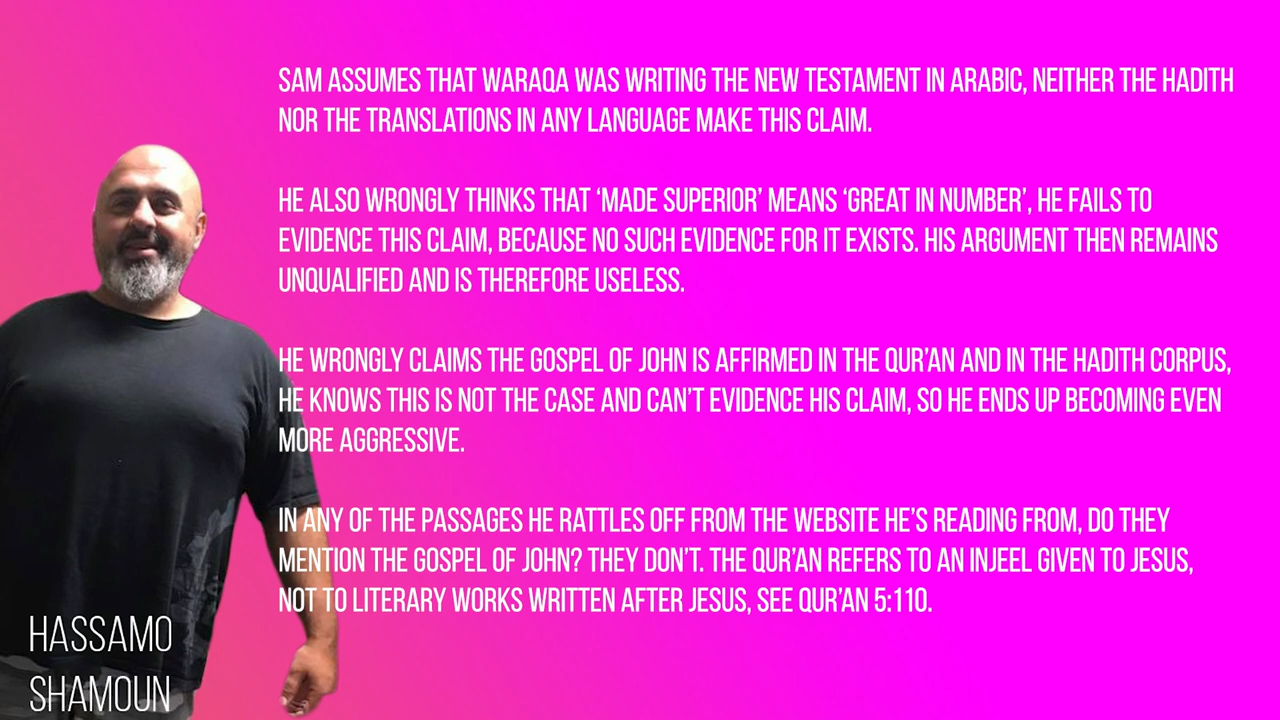 SAM ASSUMES THAT WARAQA WAS WRITING THE NEW TESTAMENT IN ARABIC, NEITHER THE HADITH
NOR THE TRANSLATIONS IN ANY LANGUAGE MAKE THIS CLAIM.
HE ALSO WRONGLY THINKS THAT ‘MADE SUPERIOR’ MEANS ‘GREAT IN NUMBER’, HE FAILS TO
EVIDENCE THIS CLAIM, BECAUSE NO SUCH EVIDENCE FOR IT EXISTS. HIS ARGUMENT THEN REMAINS
UNQUALIFIED AND IS THEREFORE USELESS.
HE WRONGLY CLAIMS THE GOSPEL OF JOHN IS AFFIRMED IN THE QUR’AN AND IN THE HADITH CORPUS,
HE KNOWS THIS IS NOT THE CASE AND CAN’T EVIDENCE HIS CLAIM, SO HE ENDS UP BECOMING EVEN
MORE AGGRESSIVE.
IN ANY OF THE PASSAGES HE RATTLES OFF FROM THE WEBSITE HE’S READING FROM, DO THEY
MENTION THE GOSPEL OF JOHN? THEY DON’T. THE QUR’AN REFERS TO AN INJEEL GIVEN TO JESUS,
NOT TO LITERARY WORKS WRITTEN AFTER JESUS, SEE QUR’AN 5:110.
HASSAMO
SHAMOUN